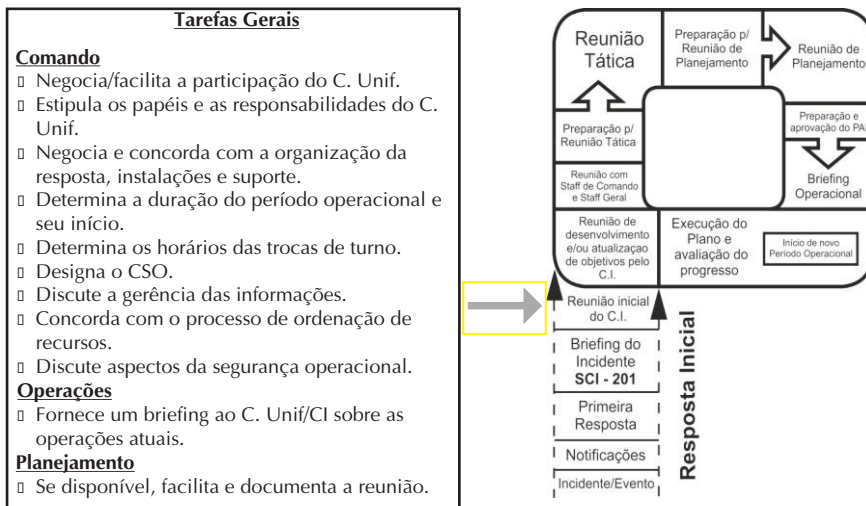 Tarefas Gerais
Comando
Negocia/facilita a participação do C. Unif.
Estipula os papéis e as responsabilidades do C.
Unif.
Negocia e concorda com a organização da
resposta, instalações e suporte.
Determina a duração do período operacional e
seu início.
Determina os horários das trocas de turno.
Designa o CSO.
Discute a gerência das informações.
Concorda com o processo de ordenação de
recursos.
Discute aspectos da segurança operacional.
Operações
Fornece um briefing ao C. Unif/CI sobre as
operações atuais.
Planejamento
Se disponível, facilita e documenta a reunião.
Reunião
Tática
Preparação p/
Reunião de
Planejamento
Reunião de
Planejamento
Preparação p/
Reunião Tática
Preparação e
aprovação do PAI
Reunião com
Staff de Comando
e Staff Geral
Briefing
Operacional
Reunião de
desenvolvimento
e/ou atualizaçao
de objetivos pelo
C.I.
Execução do
Plano e
avaliação do
progresso
Início de novo
Período Operacional
Reunião inicial
do C.I.
Briefing do
Incidente
SCI - 201
Primeira
Resposta
Notificações
Incidente/Evento
Resposta Inicial